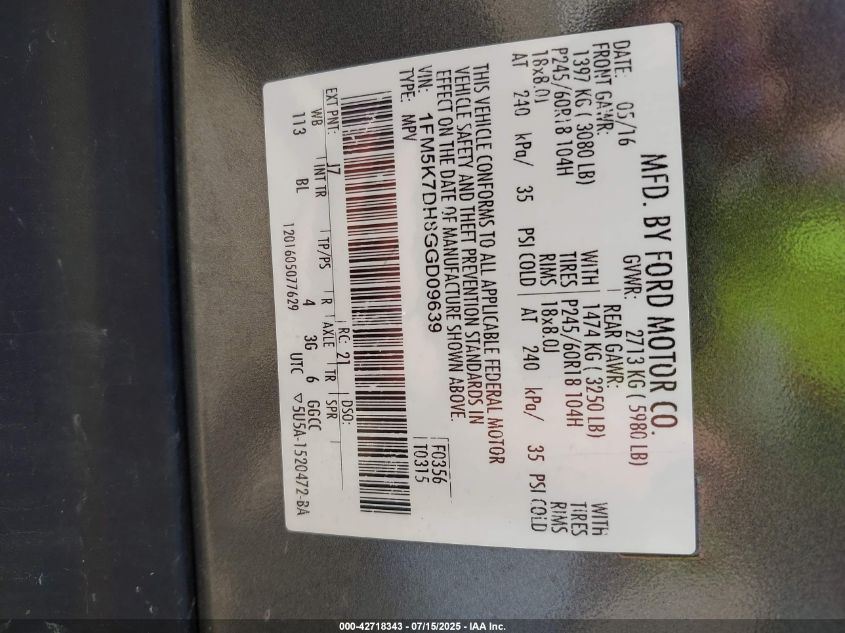 MFD. BY FORD MOTOR CO.
DATE: 05/16 GVWR: 2713 KG ( 5980 LB)
FRONT GAWR: REAR GAWR:
1397 KG ( 3080 LB) WITH 1474 KG ( 3250 LB) WITH
P245/60R18 104H TIRES P245/60R18 104H TIRES
18x8.0J RIMS 18x8.0J RIMS
AT 240 kPa/ 35 PSI COLD AT 240 kPa/ 35 PSI COLD
THIS VEHICLE CONFORMS TO ALL APPLICABLE FEDERAL MOTOR
VEHICLE SAFETY AND THEFT PREVENTION STANDARDS IN
EFFECT ON THE DATE OF MANUFACTURE SHOWN ABOVE.
VIN: 1FM5K7DH8GGD09639 F0356
TYPE: MPV T0315
EXT PNT: J7 RC: 21 DSO:
WB INT TR TP/PS R AXLE TR SPR
113 BL 4 3G 6 GGCC
1201605077629 UTC ▽5U5A-1520472-BA
000-42718343 - 07/15/2025 - IAA Inc.